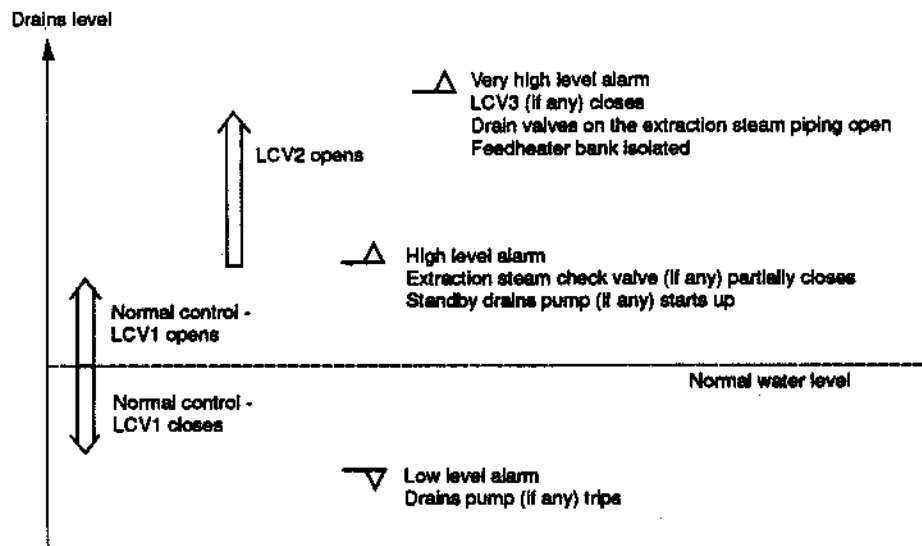 Drains level
Very high level alarm
LCV3 (if any) closes
Drain valves on the extraction steam piping open
Feedheater bank isolated
LCV2 opens
High level alarm
Extraction steam check valve (if any) partially closes
Standby drains pump (if any) starts up
Normal control -
LCV1 opens
Normal water level
Normal control -
LCV1 closes
Low level alarm
Drains pump (if any) trips